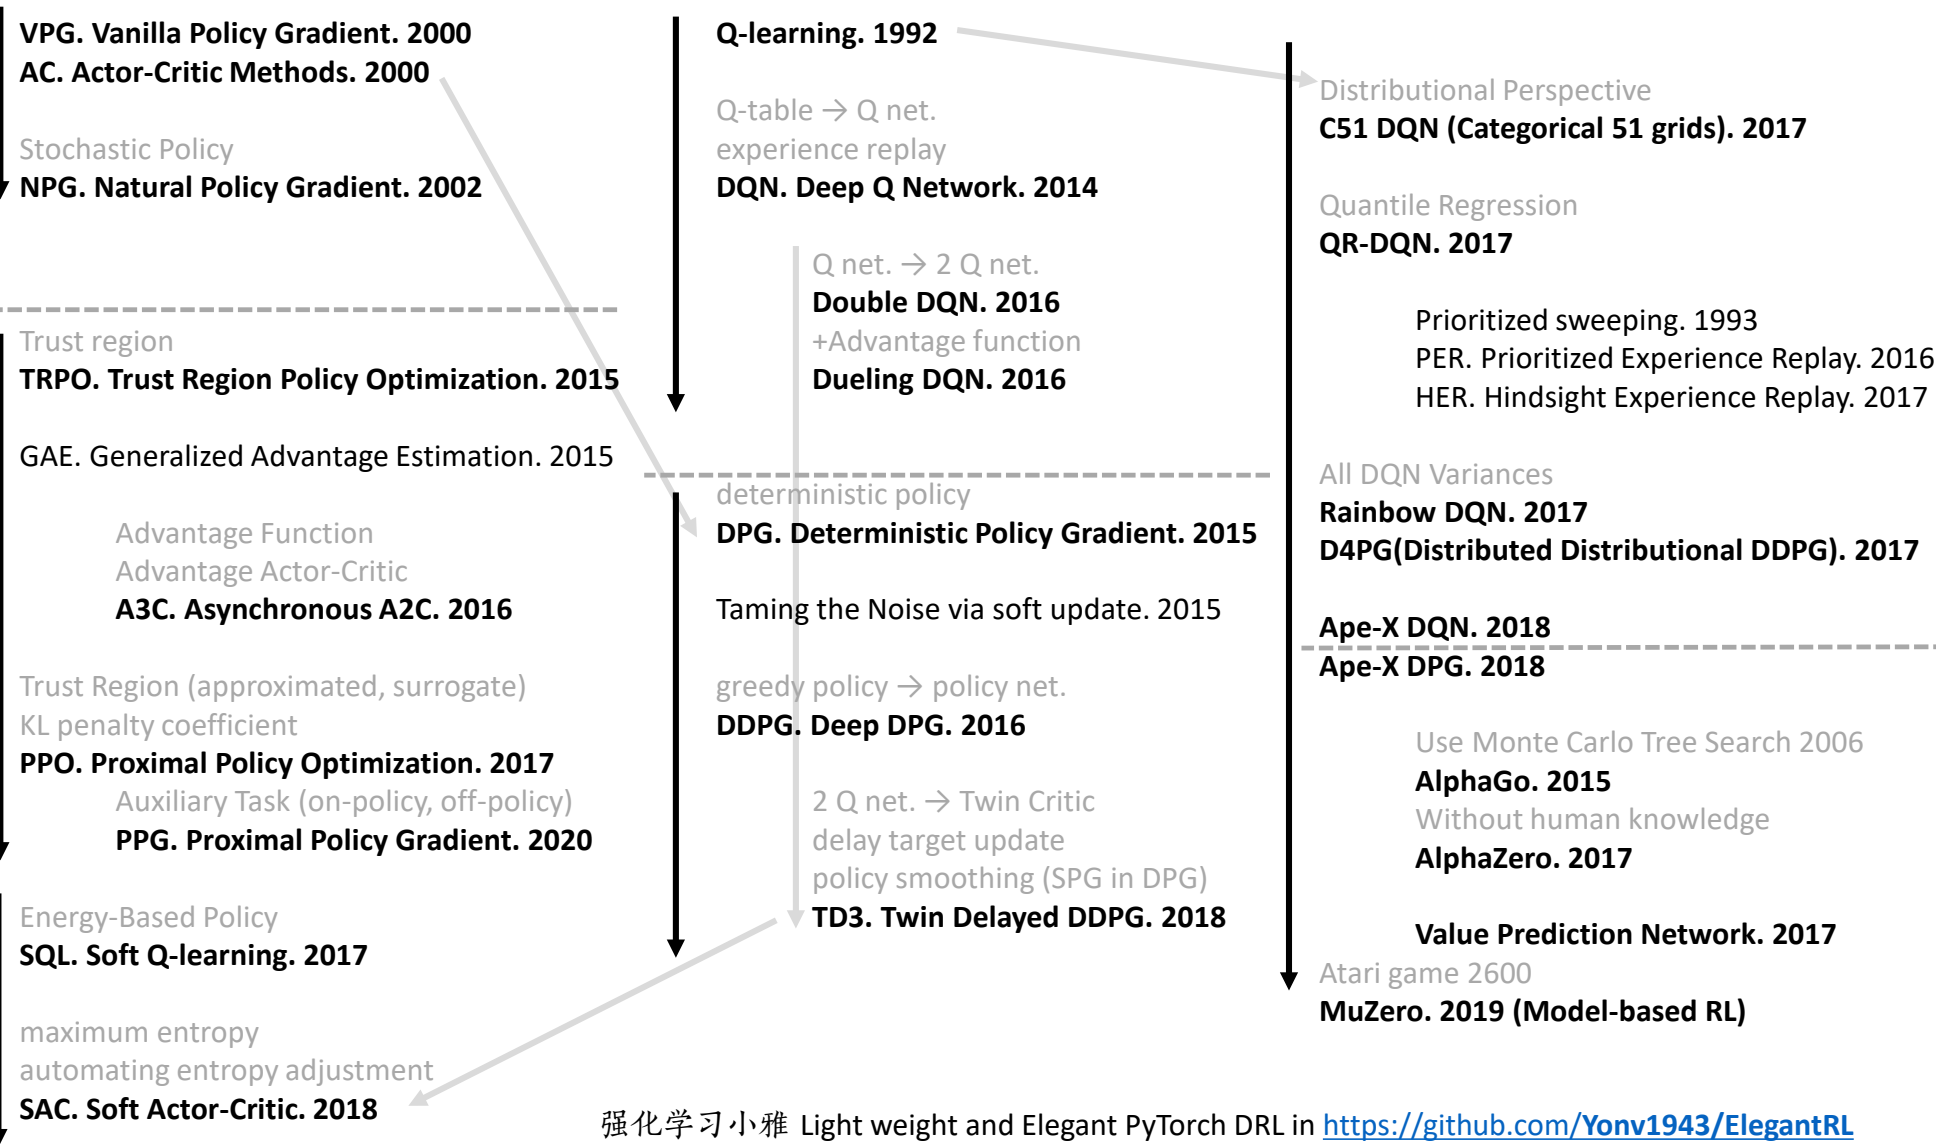 VPG. Vanilla Policy Gradient. 2000
AC. Actor-Critic Methods. 2000
Stochastic Policy
NPG. Natural Policy Gradient. 2002
Trust region
TRPO. Trust Region Policy Optimization. 2015
GAE. Generalized Advantage Estimation. 2015
Advantage Function
Advantage Actor-Critic
A3C. Asynchronous A2C. 2016
Trust Region (approximated, surrogate)
KL penalty coefficient
PPO. Proximal Policy Optimization. 2017
Auxiliary Task (on-policy, off-policy)
PPG. Proximal Policy Gradient. 2020
Energy-Based Policy
SQL. Soft Q-learning. 2017
maximum entropy
automating entropy adjustment
SAC. Soft Actor-Critic. 2018
Q-learning. 1992
Q-table → Q net.
experience replay
DQN. Deep Q Network. 2014
Q net. → 2 Q net.
Double DQN. 2016
+Advantage function
Dueling DQN. 2016
deterministic policy
DPG. Deterministic Policy Gradient. 2015
Taming the Noise via soft update. 2015
greedy policy → policy net.
DDPG. Deep DPG. 2016
2 Q net. → Twin Critic
delay target update
policy smoothing (SPG in DPG)
TD3. Twin Delayed DDPG. 2018
Distributional Perspective
C51 DQN (Categorical 51 grids). 2017
Quantile Regression
QR-DQN. 2017
Prioritized sweeping. 1993
PER. Prioritized Experience Replay. 2016
HER. Hindsight Experience Replay. 2017
All DQN Variances
Rainbow DQN. 2017
D4PG(Distributed Distributional DDPG). 2017
Ape-X DQN. 2018
Ape-X DPG. 2018
Use Monte Carlo Tree Search 2006
AlphaGo. 2015
Without human knowledge
AlphaZero. 2017
Value Prediction Network. 2017
Atari game 2600
MuZero. 2019 (Model-based RL)
强化学习小雅 Light weight and Elegant PyTorch DRL in https://github.com/Yonv1943/ElegantRL